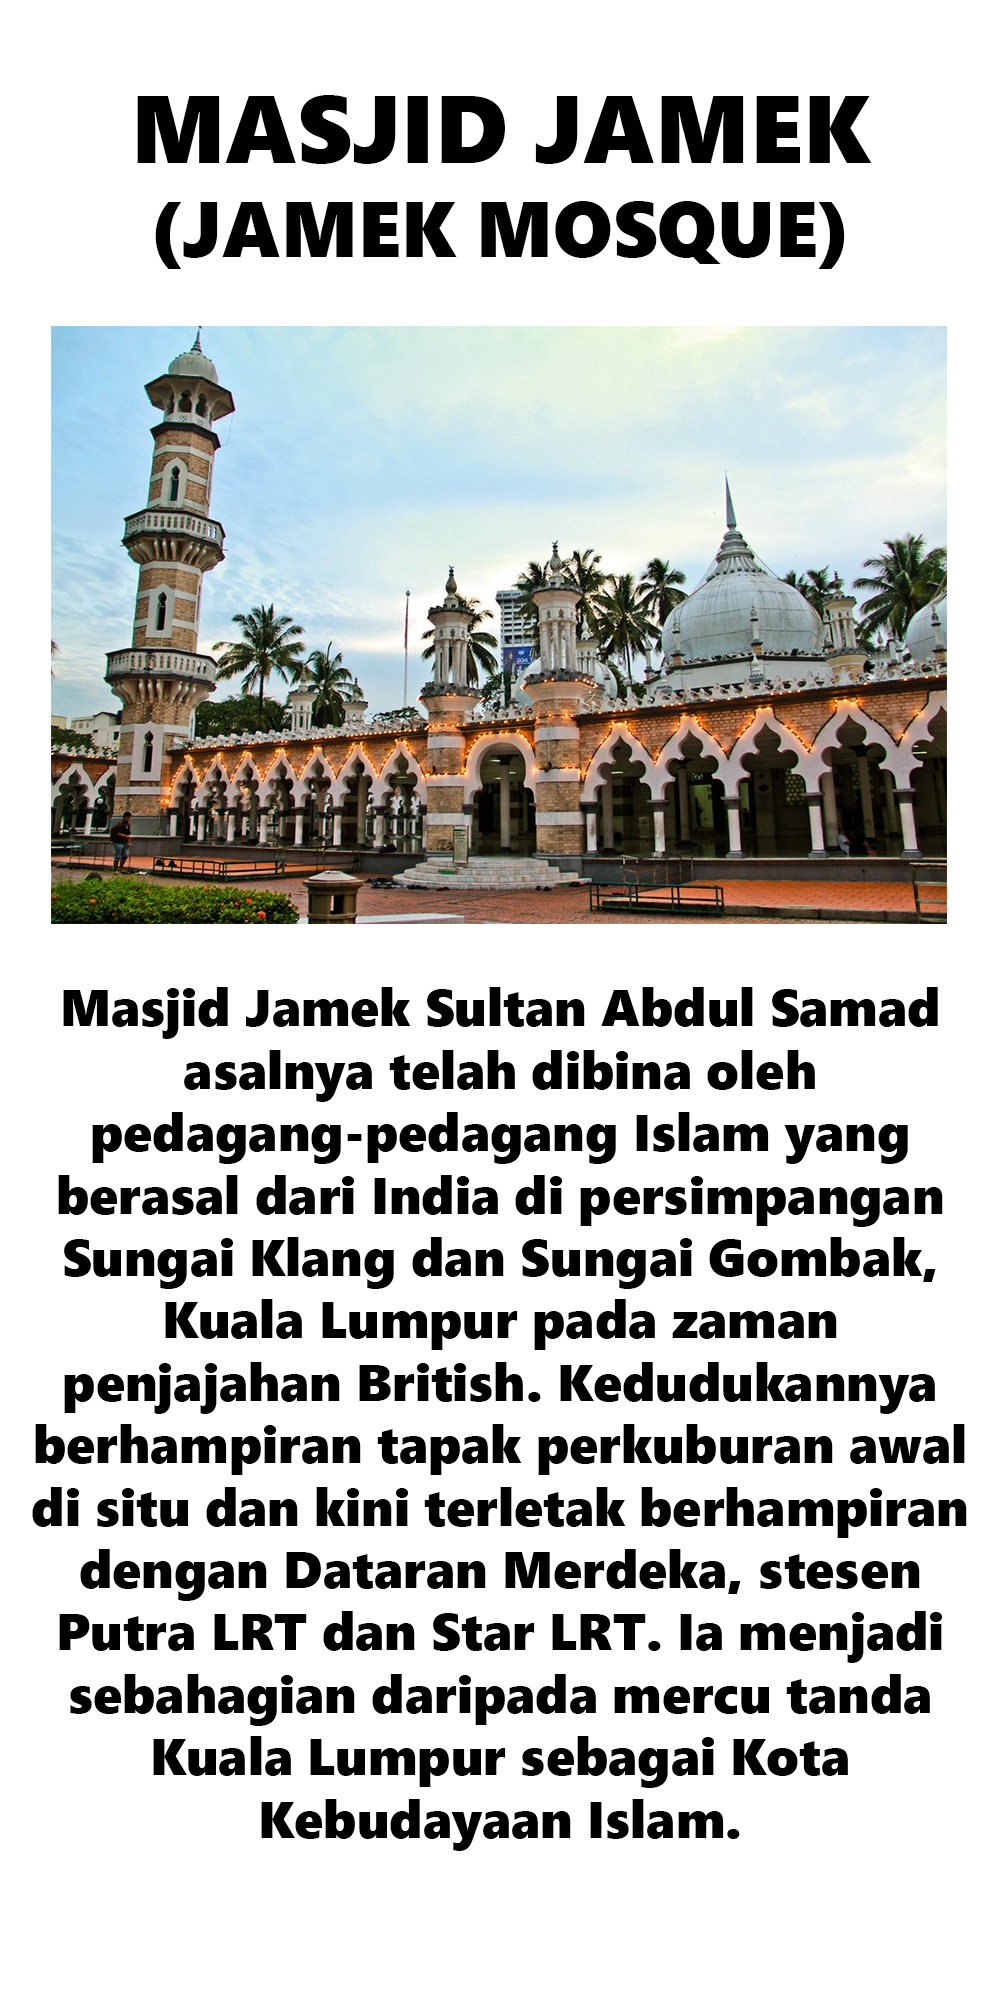 MASJID JAMEK
(JAMEK MOSQUE)
Masjid Jamek Sultan Abdul Samad
asalnya telah dibina oleh
pedagang-pedagang Islam yang
berasal dari India di persimpangan
Sungai Klang dan Sungai Gombak,
Kuala Lumpur pada zaman
penjajahan British. Kedudukannya
berhampiran tapak perkuburan awal
di situ dan kini terletak berhampiran
dengan Dataran Merdeka, stesen
Putra LRT dan Star LRT. Ia menjadi
sebahagian daripada mercu tanda
Kuala Lumpur sebagai Kota
Kebudayaan Islam.